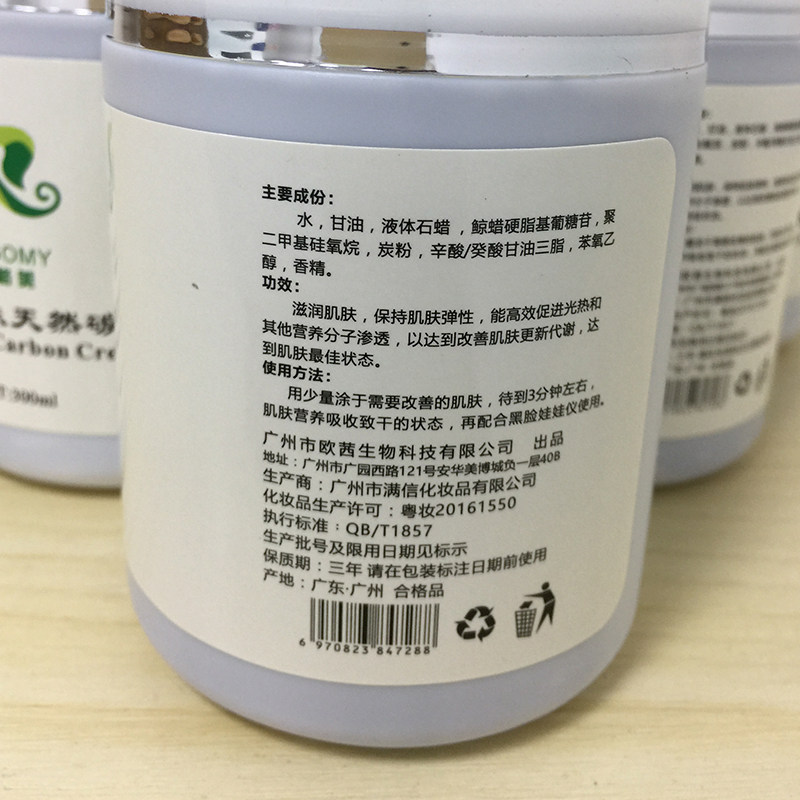 主要成份：
水，甘油，液体石蜡，鲸蜡硬脂基葡糖苷，聚
二甲基硅氧烷，炭粉，辛酸/癸酸甘油三脂，苯氧乙
醇，香精。
功效：
滋润肌肤，保持肌肤弹性，能高效促进光热和
其他营养分子渗透，以达到改善肌肤更新代谢，达
到肌肤最佳状态。
使用方法：
用少量涂于需要改善的肌肤，待到3分钟左右，
肌肤营养吸收致干的状态，再配合黑脸娃娃仪使用。
广州市欧茜生物科技有限公司 出品
地址：广州市广园西路121号安华美博城负一层40B
生产商：广州市满信化妆品有限公司
化妆品生产许可：粤妆20161550
执行标准：QB/T1857
生产批号及限用日期见标示
保质期：三年 请在包装标注日期前使用
产地：广东·广州 合格品
6 970823 847288
OMY
天然碳
Carbon Cre
300ml